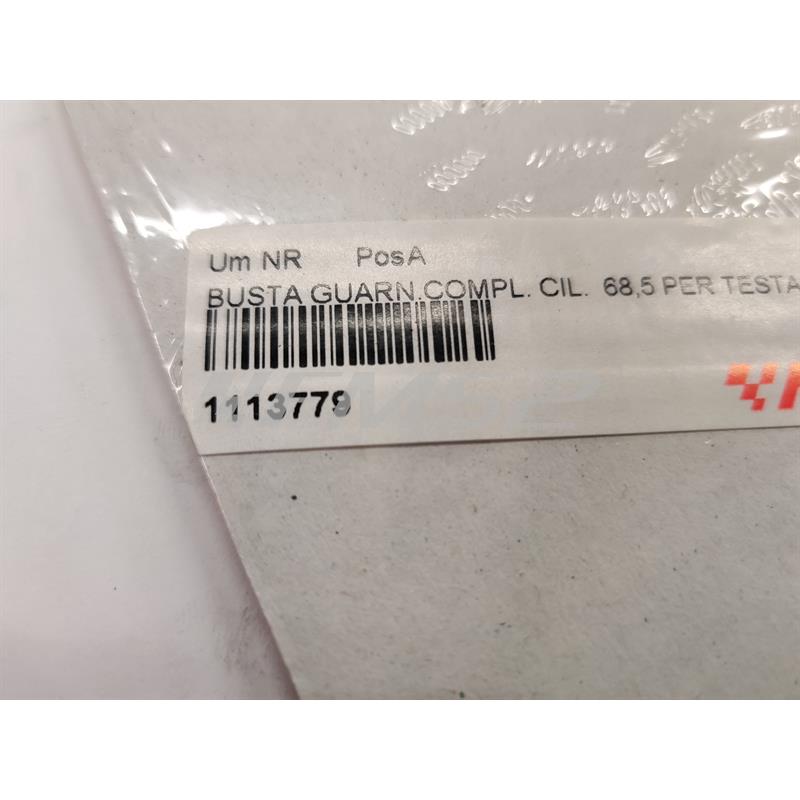 Um NR PosA
BUSTA GUARN.COMPL. CIL. 68,5 PER TESTA
1113779